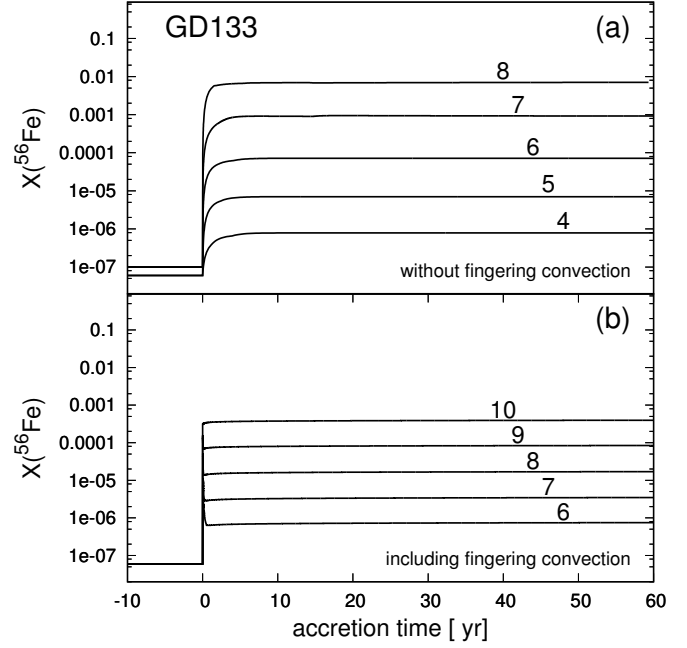 GD133
(a)
0.1
0.01
0.001
0.0001
1e-05
1e-06
1e-07
X(⁵⁶Fe)
8
7
6
5
4
without fingering convection
(b)
0.1
0.01
0.001
0.0001
1e-05
1e-06
1e-07
X(⁵⁶Fe)
10
9
8
7
6
including fingering convection
-10 0 10 20 30 40 50 60
accretion time [ yr]